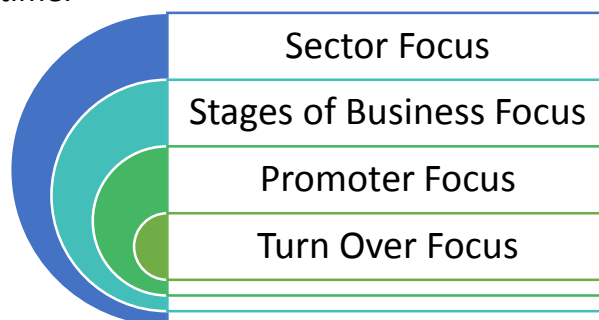 Sector Focus
Stages of Business Focus
Promoter Focus
Turn Over Focus